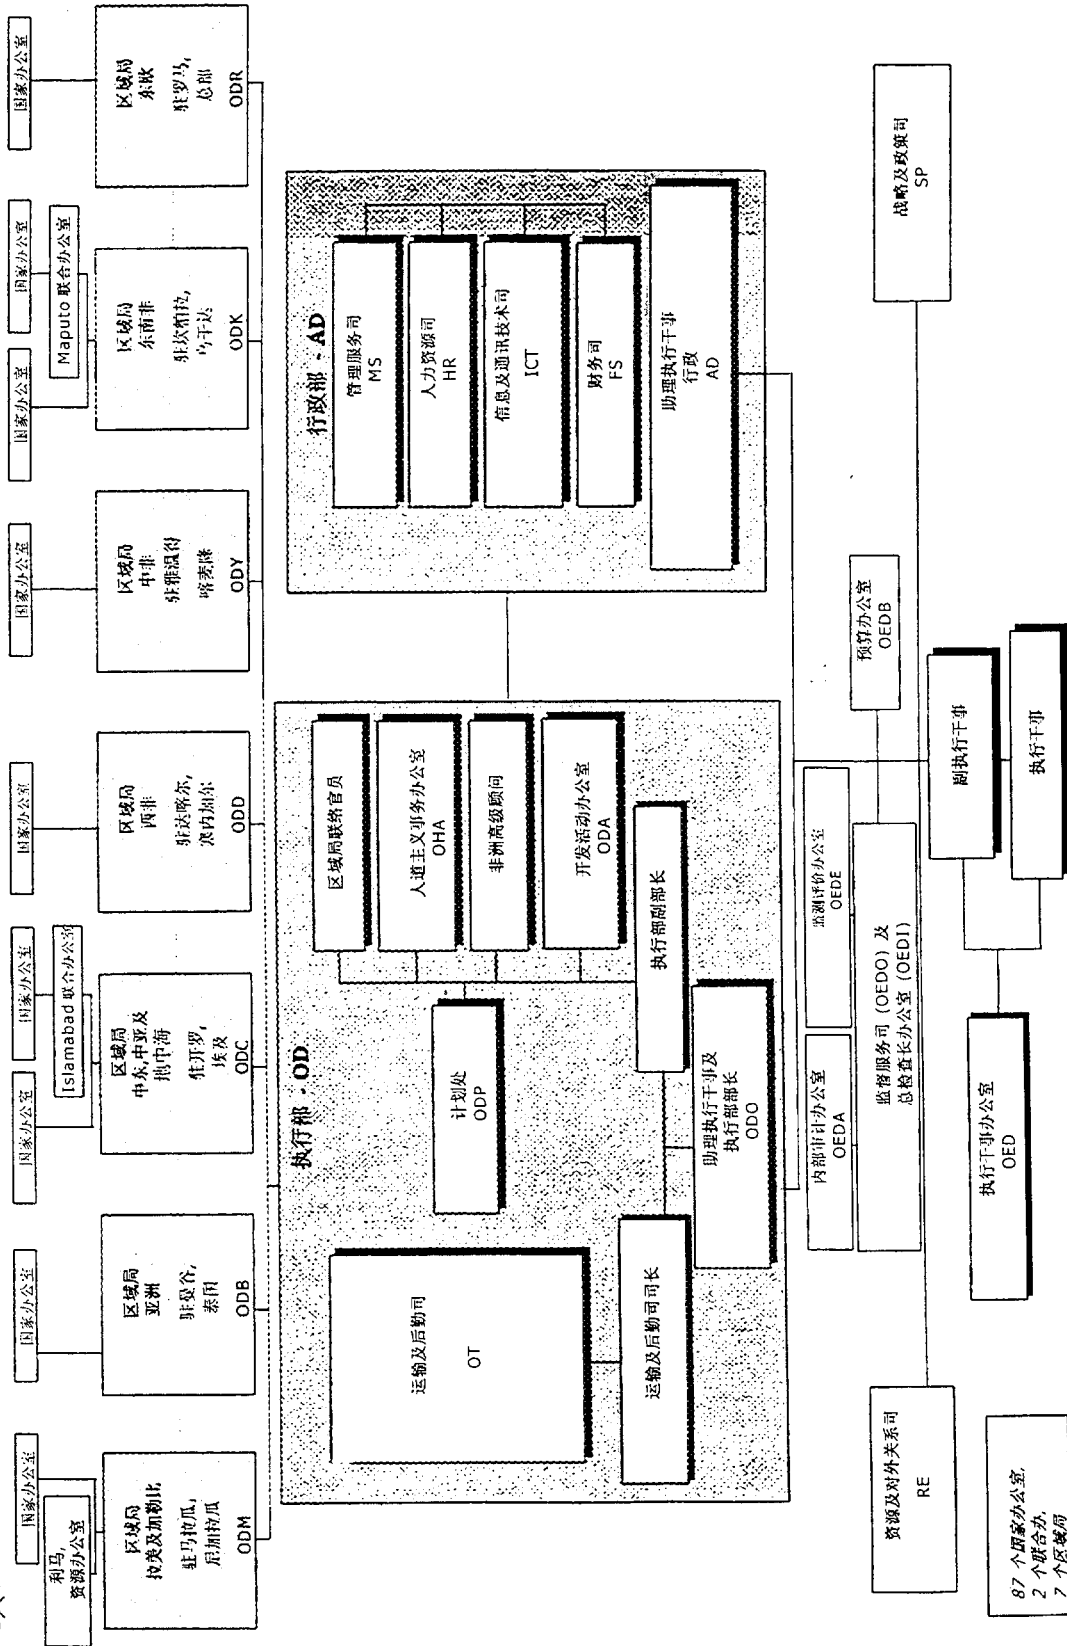 国家办公室
国家办公室
国家办公室
国家办公室
国家办公室
国家办公室
国家办公室
国家办公室
国家办公室
利马,
资源办公室
Islamabad 联合办公室
Maputo 联合办公室
区域局
拉美及加勒比
驻马拉瓜,
尼加拉瓜
ODM
区域局
亚洲
驻曼谷,
泰国
ODB
区域局
中东,中亚及
地中海
驻开罗,
埃及
ODC
区域局
西非
驻达喀尔,
塞内加尔
ODD
区域局
中非
驻雅温得
喀麦隆
ODY
区域局
东南非
驻坎帕拉,
乌干达
ODK
区域局
东欧
驻罗马,
总部
ODR
执行部 - OD
运输及后勤司
OT
计划处
ODP
区域局联络官员
人道主义事务办公室
OHA
非洲高级顾问
开发活动办公室
ODA
执行部副部长
运输及后勤司司长
助理执行干事及
执行部部长
ODO
行政部 - AD
管理服务司
MS
人力资源司
HR
信息及通讯技术司
ICT
财务司
FS
助理执行干事
行政
AD
内部审计办公室
OEDA
监测评价办公室
OEDE
监督服务司 (OEDO) 及
总检查长办公室 (OEDI)
预算办公室
OEDB
资源及对外关系司
RE
战略及政策司
SP
副执行干事
执行干事办公室
OED
执行干事
87 个国家办公室,
2 个联合办,
7 个区域局